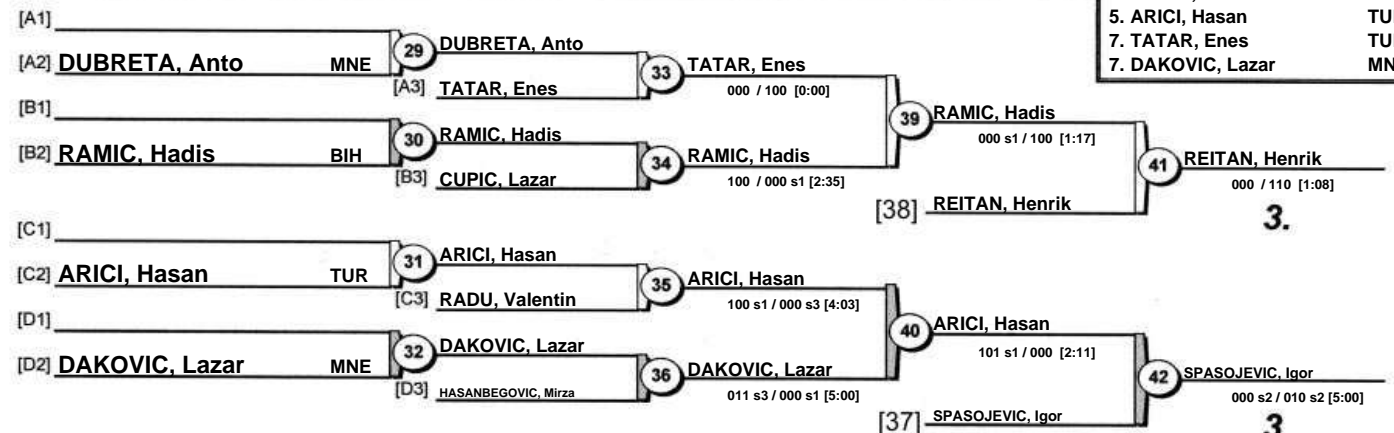 5. ARICI, Hasan
7. TATAR, Enes
7. DAKOVIC, Lazar
[A1]
[A2] DUBRETA, Anto MNE
29
DUBRETA, Anto
[A3] TATAR, Enes
33
TATAR, Enes
000 / 100 [0:00]
[B1]
[B2] RAMIC, Hadis BIH
30
RAMIC, Hadis
[B3] CUPIC, Lazar
34
RAMIC, Hadis
100 / 000 s1 [2:35]
39
RAMIC, Hadis
000 s1 / 100 [1:17]
[38] REITAN, Henrik
41
REITAN, Henrik
000 / 110 [1:08]
3.
[C1]
[C2] ARICI, Hasan TUR
31
ARICI, Hasan
[C3] RADU, Valentin
35
ARICI, Hasan
100 s1 / 000 s3 [4:03]
[D1]
[D2] DAKOVIC, Lazar MNE
32
DAKOVIC, Lazar
[D3] HASANBEGOVIC, Mirza
36
DAKOVIC, Lazar
011 s3 / 000 s1 [5:00]
40
ARICI, Hasan
101 s1 / 000 [2:11]
[37] SPASOJEVIC, Igor
42
SPASOJEVIC, Igor
000 s2 / 010 s2 [5:00]
3